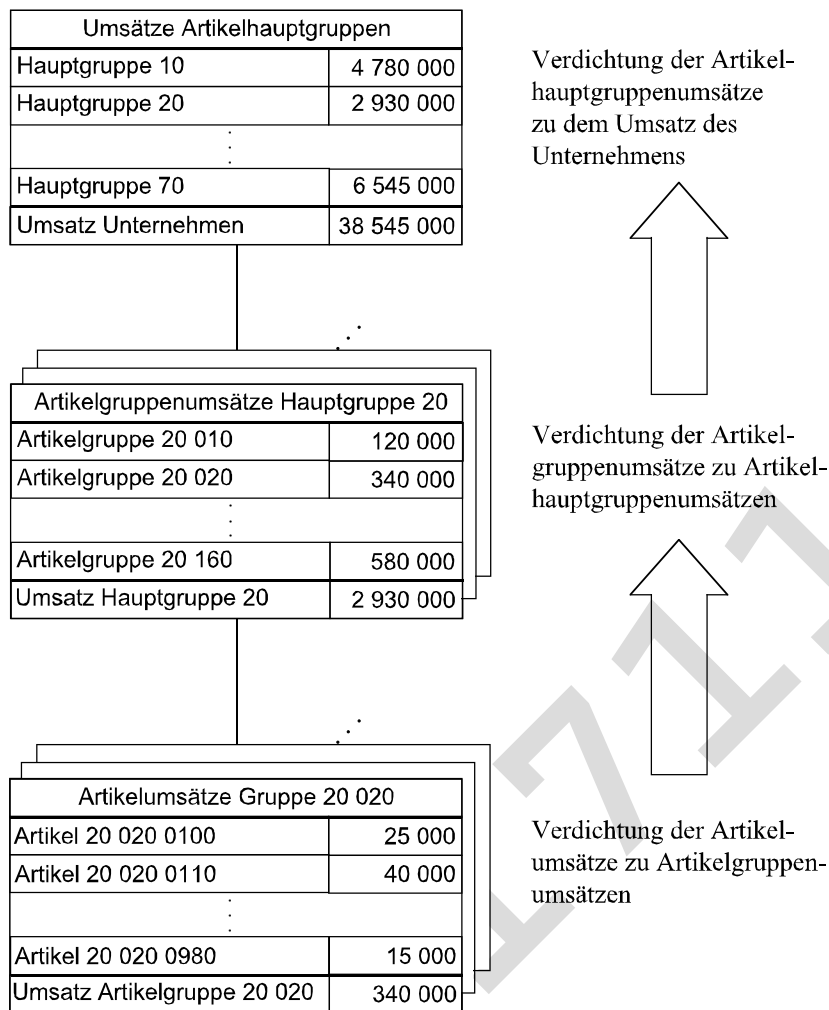 Umsätze Artikelhauptgruppen
Hauptgruppe 10 4 780 000
Hauptgruppe 20 2 930 000
Hauptgruppe 70 6 545 000
Umsatz Unternehmen 38 545 000
Verdichtung der Artikel-
hauptgruppenumsätze
zu dem Umsatz des
Unternehmens
Artikelgruppenumsätze Hauptgruppe 20
Artikelgruppe 20 010 120 000
Artikelgruppe 20 020 340 000
Artikelgruppe 20 160 580 000
Umsatz Hauptgruppe 20 2 930 000
Verdichtung der Artikel-
gruppenumsätze zu Artikel-
hauptgruppenumsätzen
Artikelumsätze Gruppe 20 020
Artikel 20 020 0100 25 000
Artikel 20 020 0110 40 000
Artikel 20 020 0980 15 000
Umsatz Artikelgruppe 20 020 340 000
Verdichtung der Artikel-
umsätze zu Artikelgruppen-
umsätzen
1711